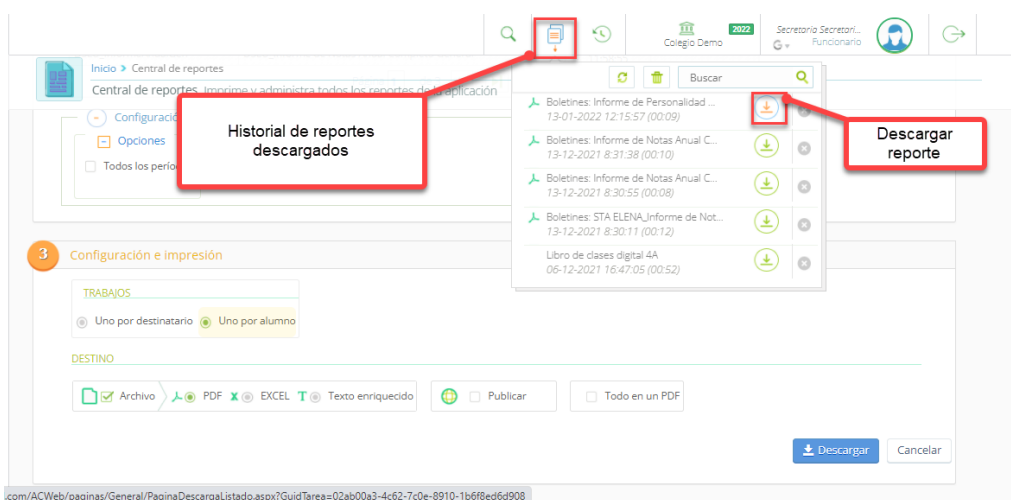 Colegio Demo
2022
Secretaria Secretari...
G
Funcionario
Inicio > Central de reportes
Central de reportes. Imprime y administra todos los reportes de la aplicación
Buscar
Boletines: Informe de Personalidad ...
13-01-2022 12:15:57 (00:09)
Boletines: Informe de Notas Anual C...
13-12-2021 8:31:38 (00:10)
Boletines: Informe de Notas Anual C...
13-12-2021 8:30:55 (00:08)
Boletines: STA ELENA_Informe de Not...
13-12-2021 8:30:11 (00:12)
Libro de clases digital 4A
06-12-2021 16:47:05 (00:52)
Historial de reportes
descargados
Descargar
reporte
Configuració
Opciones
Todos los perío
3 Configuración e impresión
TRABAJOS
Uno por destinatario Uno por alumno
DESTINO
Archivo PDF X EXCEL T Texto enriquecido Publicar Todo en un PDF
Descargar Cancelar
.com/ACWeb/paginas/General/PaginaDescargaListado.aspx?GuidTarea=02ab00a3-4c62-7c0e-8910-1b6f8ed6d908